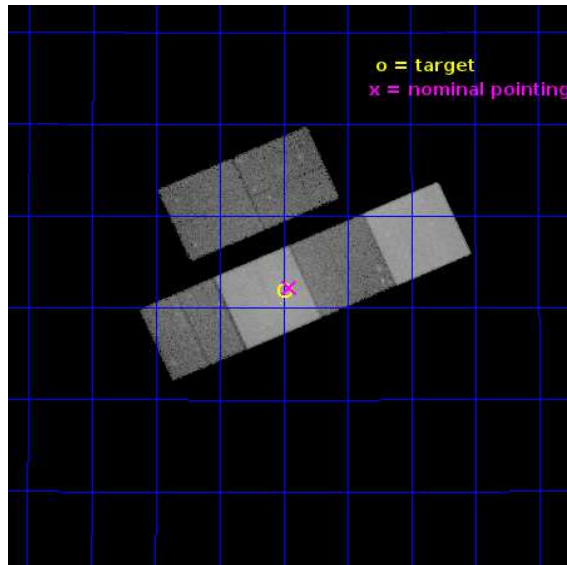 o = target
x = nominal pointing